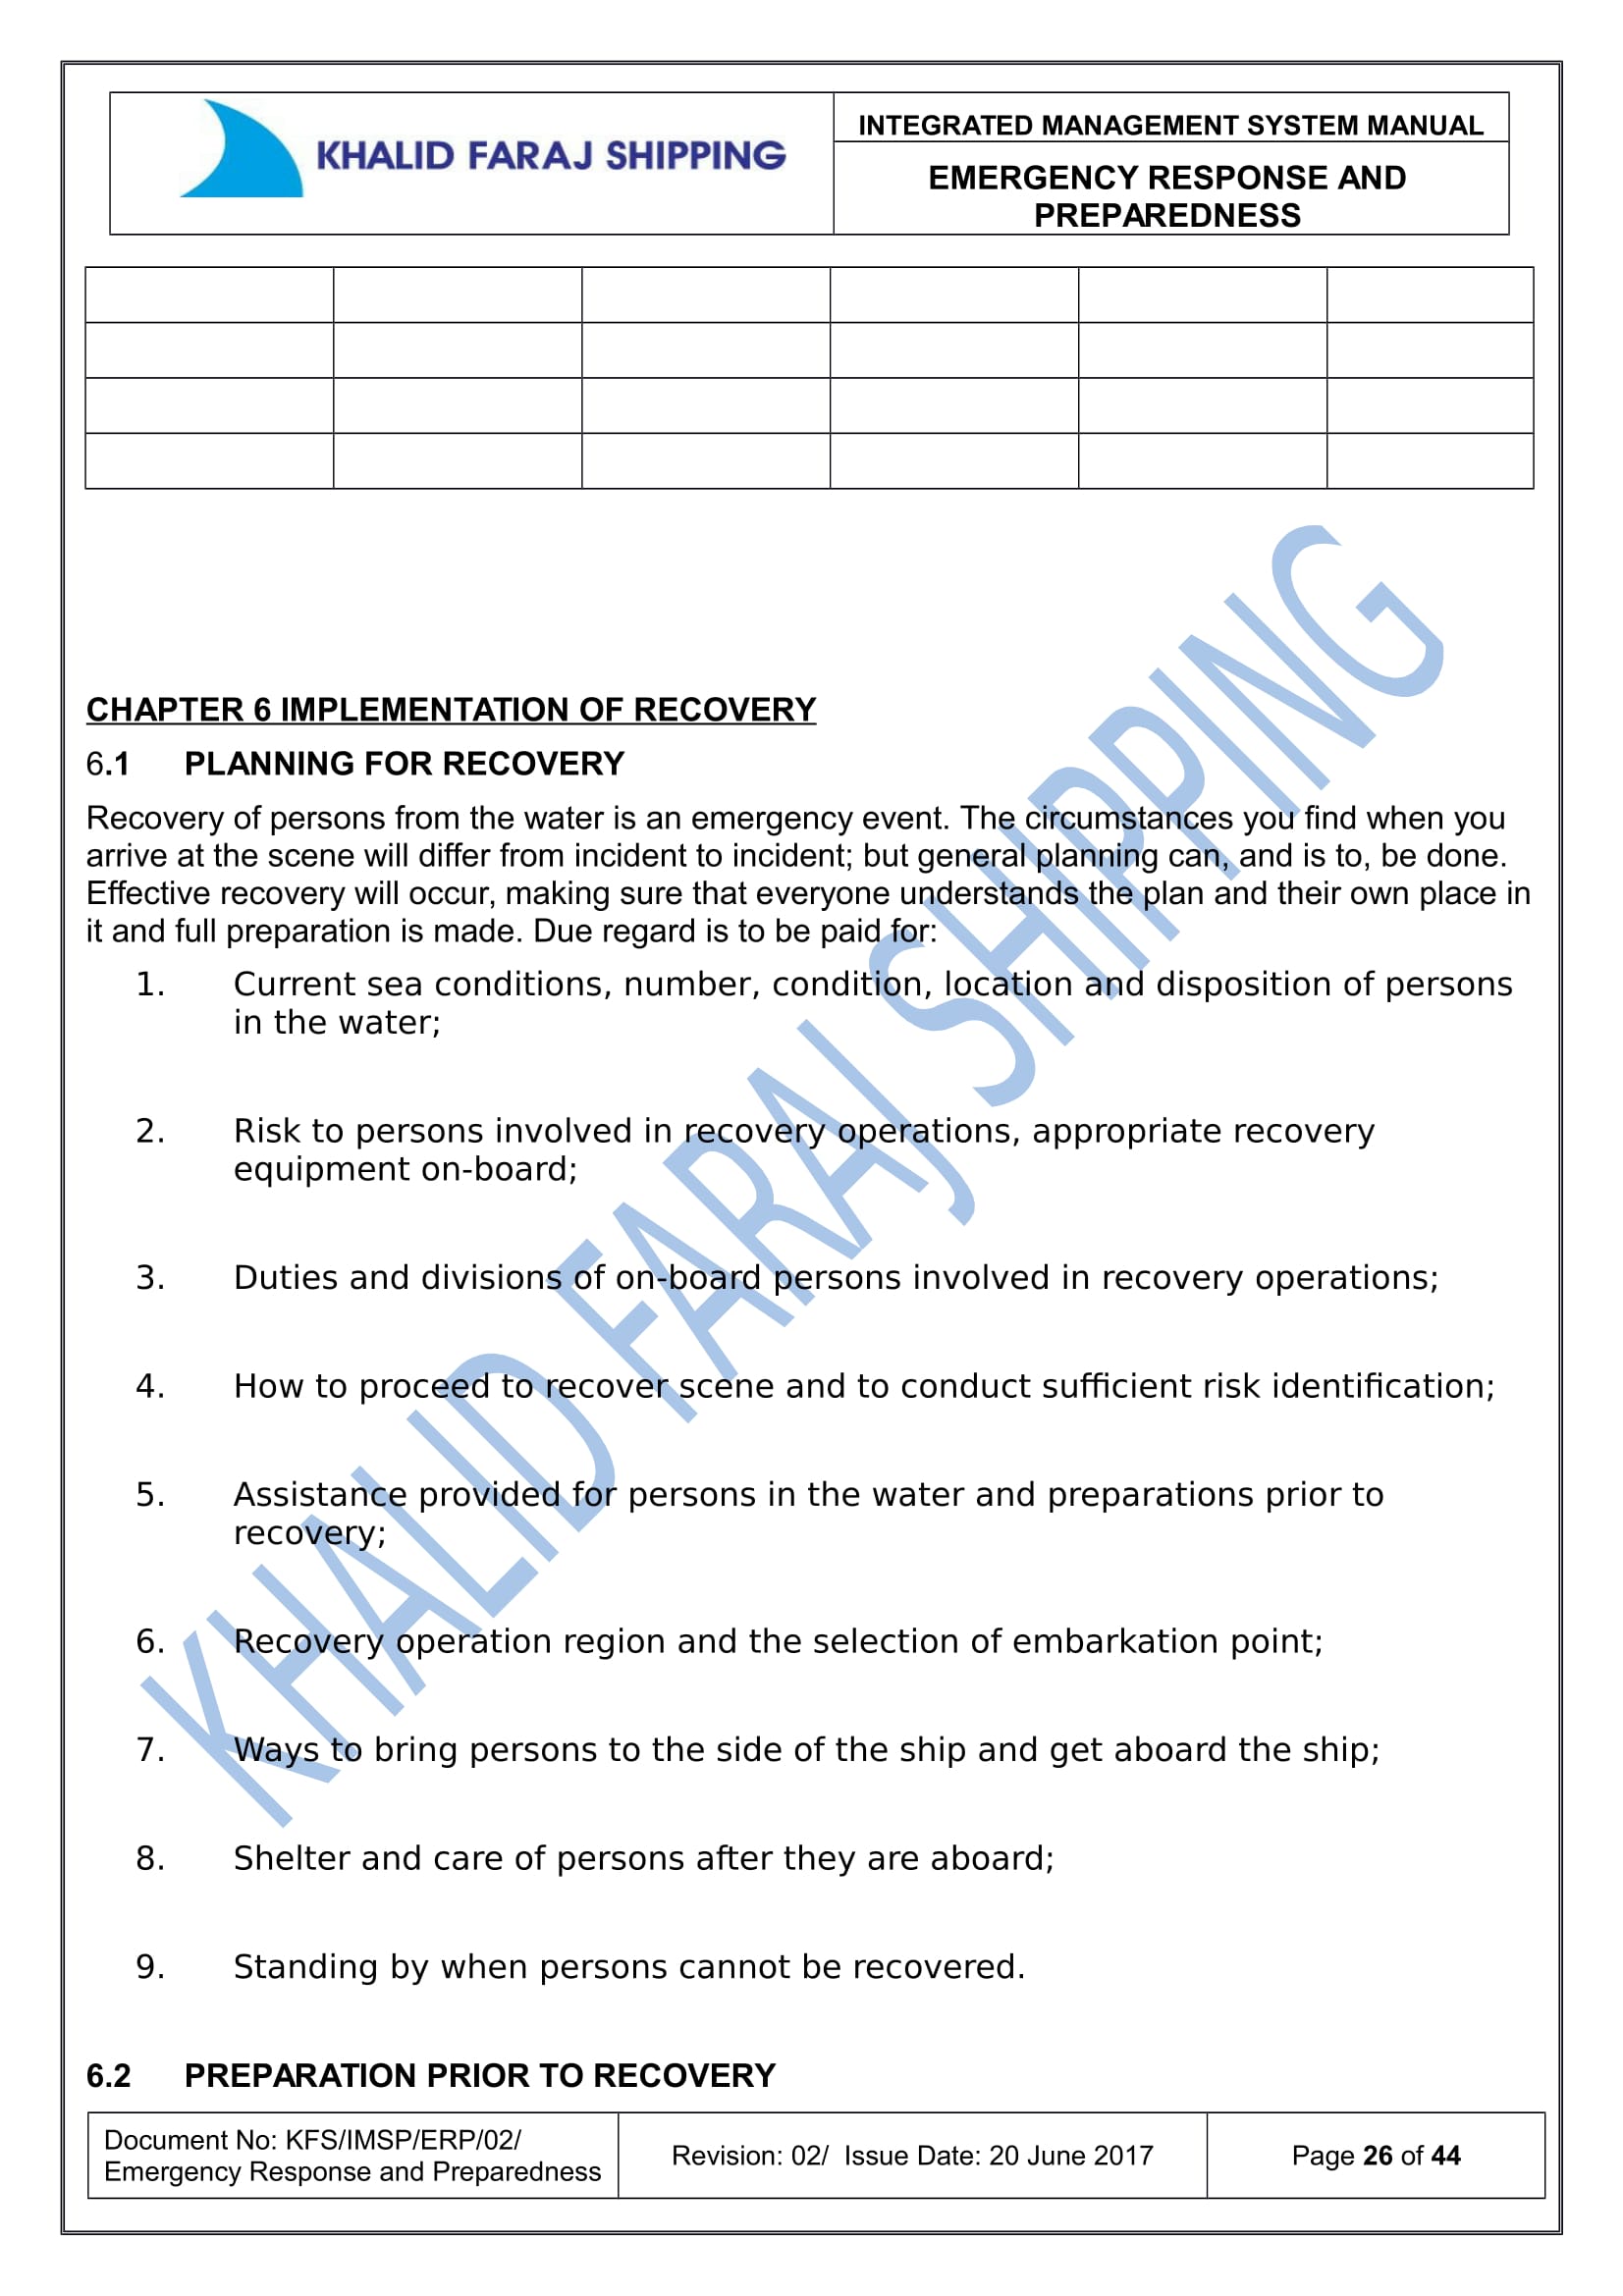 KHALID FARAJ SHIPPING
INTEGRATED MANAGEMENT SYSTEM MANUAL
EMERGENCY RESPONSE AND
PREPAREDNESS
CHAPTER 6 IMPLEMENTATION OF RECOVERY
6.1 PLANNING FOR RECOVERY
Recovery of persons from the water is an emergency event. The circumstances you find when you
arrive at the scene will differ from incident to incident; but general planning can, and is to, be done.
Effective recovery will occur, making sure that everyone understands the plan and their own place in
it and full preparation is made. Due regard is to be paid for:
1. Current sea conditions, number, condition, location and disposition of persons
in the water;
2. Risk to persons involved in recovery operations, appropriate recovery
equipment on-board;
3. Duties and divisions of on-board persons involved in recovery operations;
4. How to proceed to recover scene and to conduct sufficient risk identification;
5. Assistance provided for persons in the water and preparations prior to
recovery;
6. Recovery operation region and the selection of embarkation point;
7. Ways to bring persons to the side of the ship and get aboard the ship;
8. Shelter and care of persons after they are aboard;
9. Standing by when persons cannot be recovered.
6.2 PREPARATION PRIOR TO RECOVERY
KHALID FARAJ SHIPPING
Document No: KFS/IMSP/ERP/02/
Emergency Response and Preparedness
Revision: 02/ Issue Date: 20 June 2017
Page 26 of 44